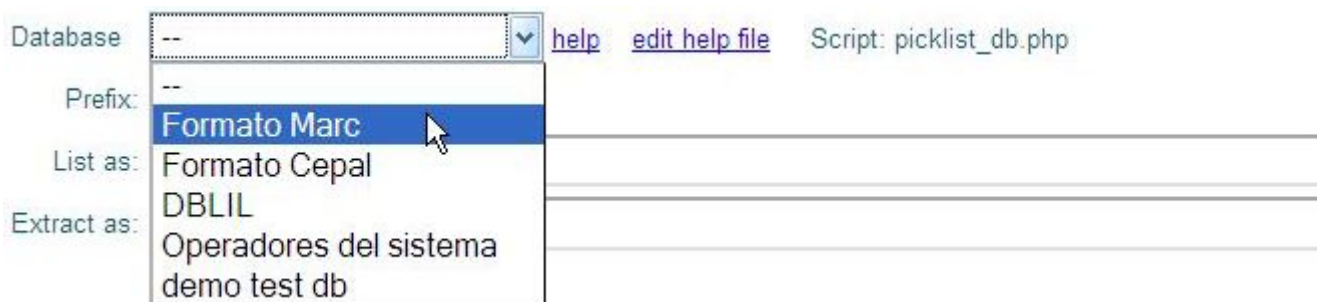 Database -- help edit help file Script: picklist_db.php
Prefix: --
Formato Marc
List as: Formato Cepal
DBLIL
Extract as: Operadores del sistema
demo test db